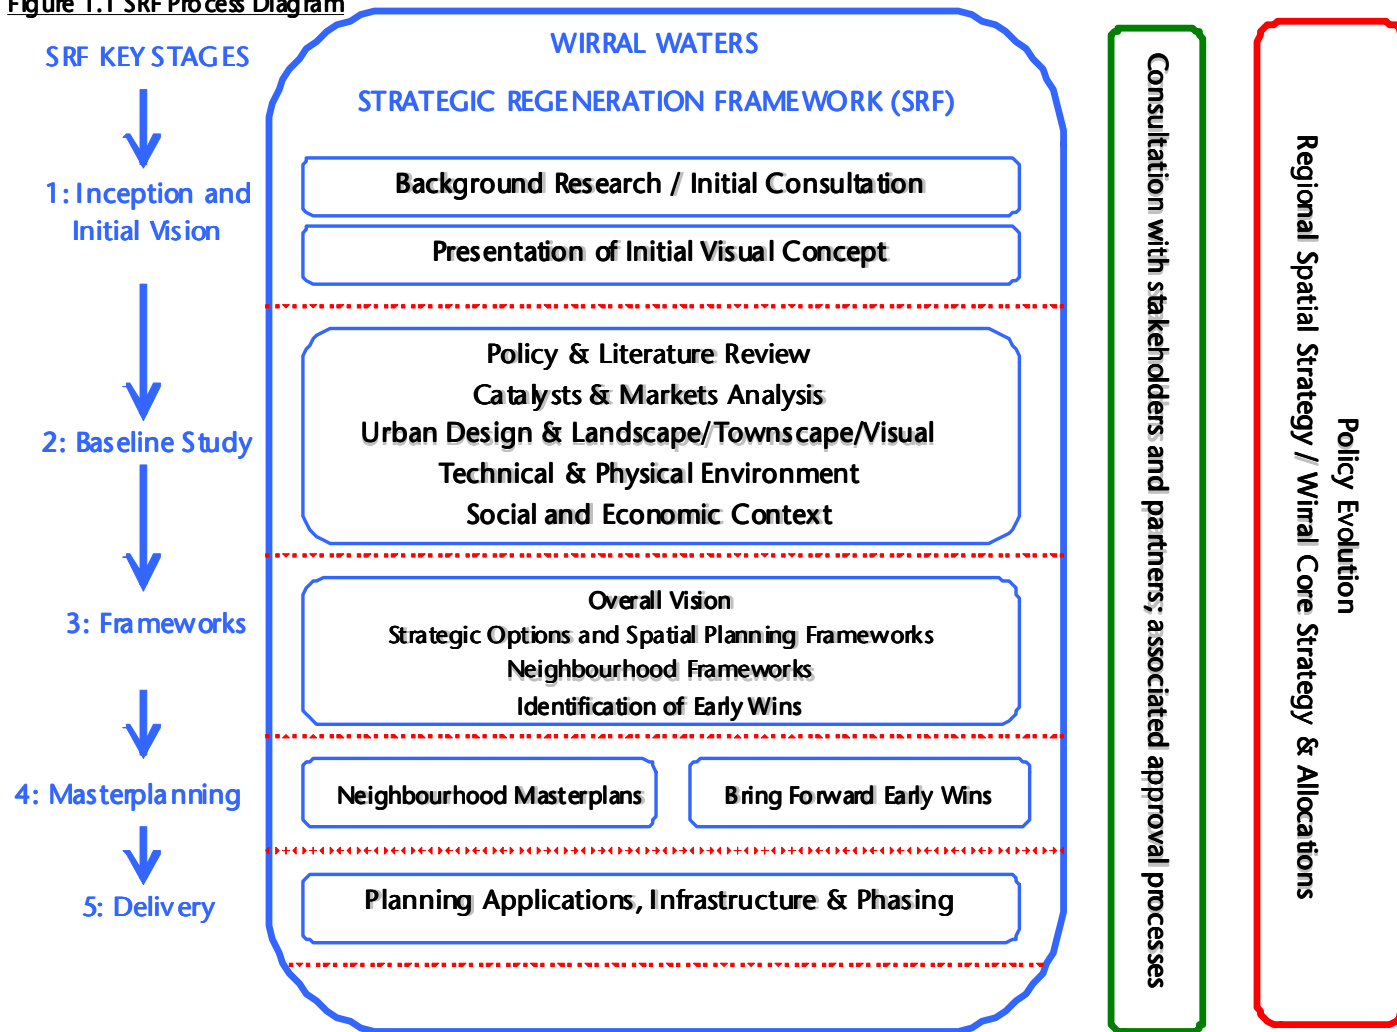 Figure 1.1 SRF Process Diagram
SRF KEY STAGES
1: Inception and
Initial Vision
2: Baseline Study
3: Frameworks
4: Masterplanning
5: Delivery
WIRRAL WATERS
STRATEGIC REGENERATION FRAMEWORK (SRF)
Background Research / Initial Consultation
Presentation of Initial Visual Concept
Policy & Literature Review
Catalysts & Markets Analysis
Urban Design & Landscape/Townscape/Visual
Technical & Physical Environment
Social and Economic Context
Overall Vision
Strategic Options and Spatial Planning Frameworks
Neighbourhood Frameworks
Identification of Early Wins
Neighbourhood Masterplans
Bring Forward Early Wins
Planning Applications, Infrastructure & Phasing
Consultation with stakeholders and partners; associated approval processes
Policy Evolution
Regional Spatial Strategy / Wirral Core Strategy & Allocations